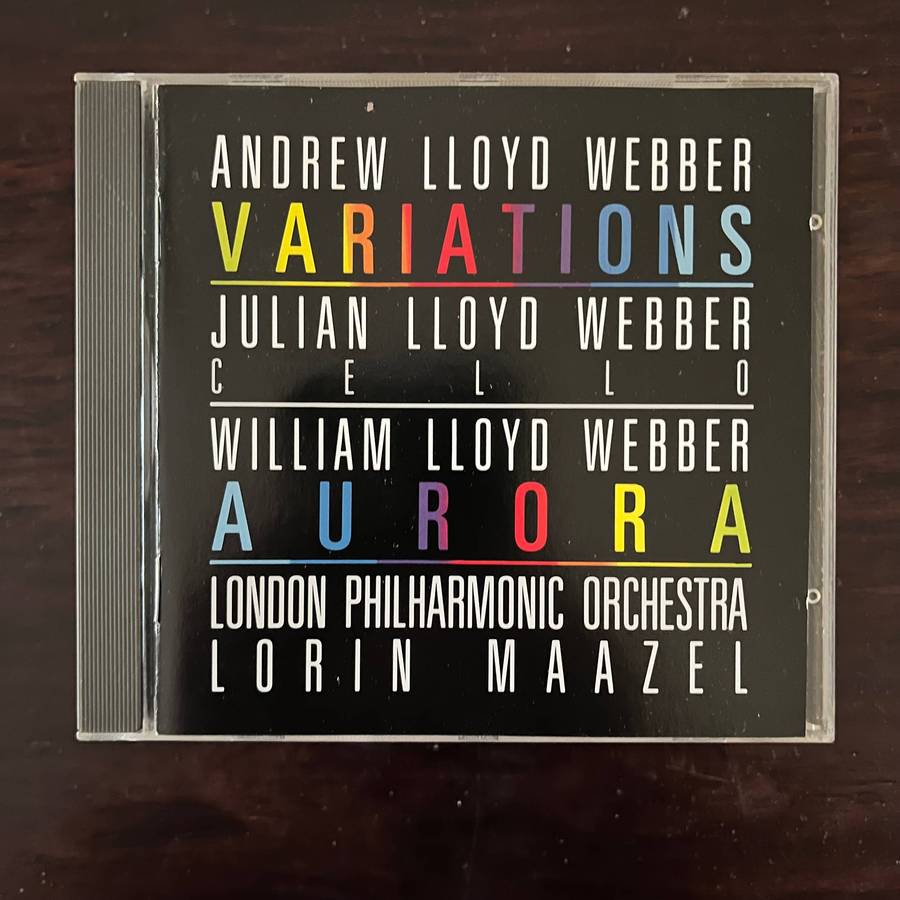 ANDREW LLOYD WEBBER
VARIATIONS
JULIAN LLOYD WEBBER
CELLO
WILLIAM LLOYD WEBBER
AURORA
LONDON PHILHARMONIC ORCHESTRA
LORIN MAAZEL